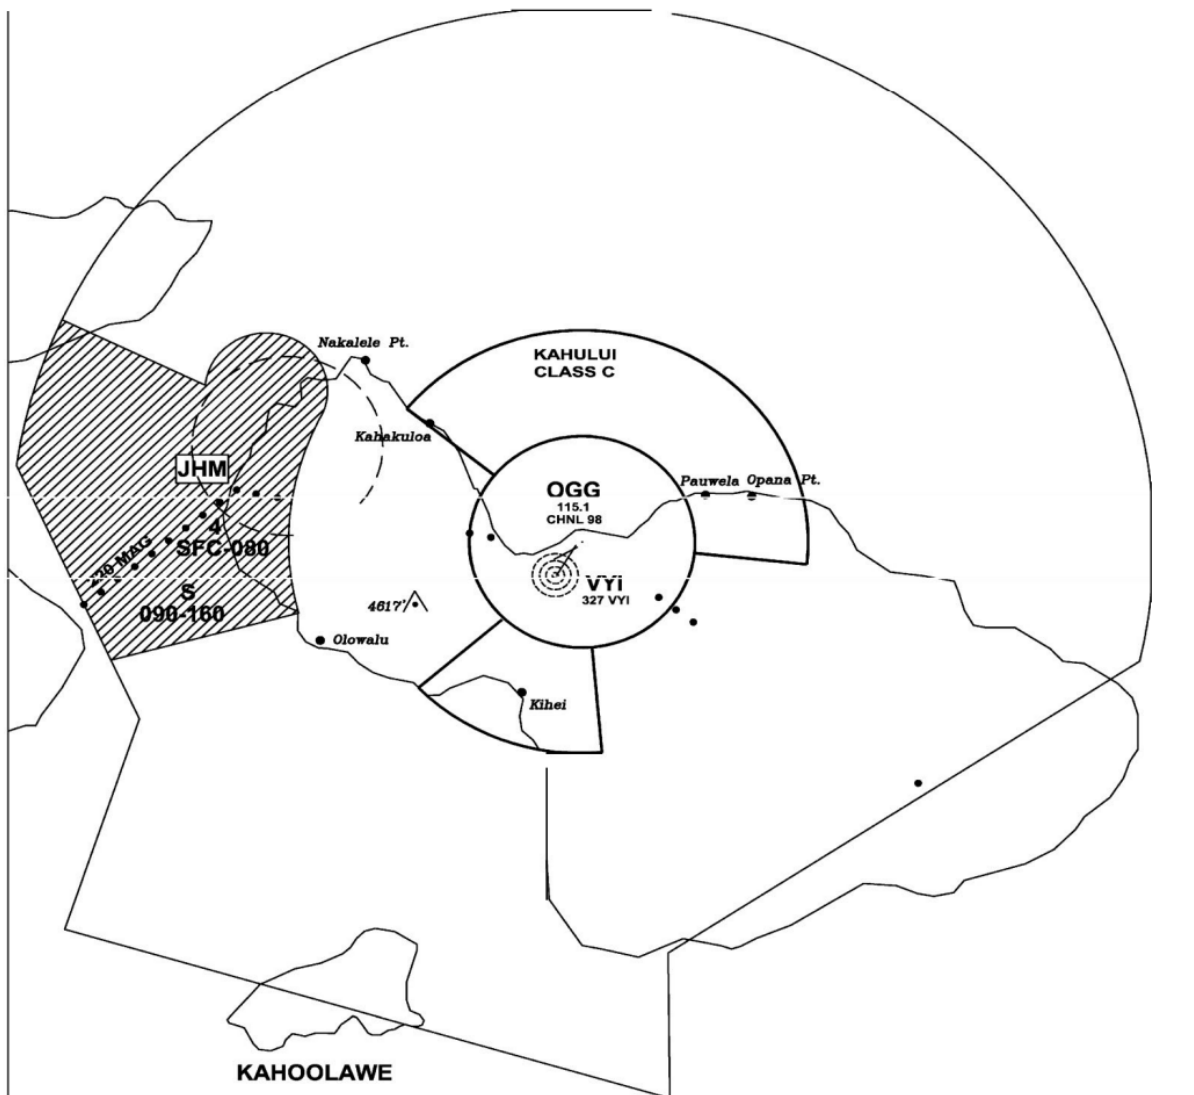 Nakalele Pt.
KAHULUI
CLASS C
Kahakuloa
JHM
OGG
115.1
CHNL 98
Pauwela Opana Pt.
4
SFC-080
S
090-160
VYI
327 VYI
4617'
Olowalu
Kihei
KAHOOLAWE